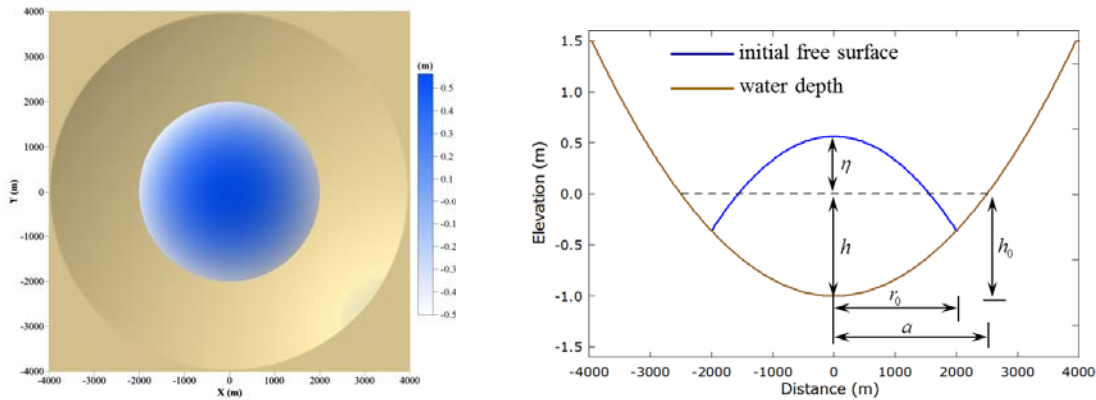 (m)
4000
3000
2000
1000
0
-1000
-2000
-3000
-4000
Y (m)
-4000 -3000 -2000 -1000 0 1000 2000 3000 4000
X (m)
0.5
0.4
0.3
0.2
0.1
-0.1
-0.2
-0.3
-0.4
-0.5
initial free surface
water depth
1.5
1.0
0.5
0.0
-0.5
-1.0
-1.5
Elevation (m)
η
h
h₀
r₀
a
-4000 -3000 -2000 -1000 0 1000 2000 3000 4000
Distance (m)